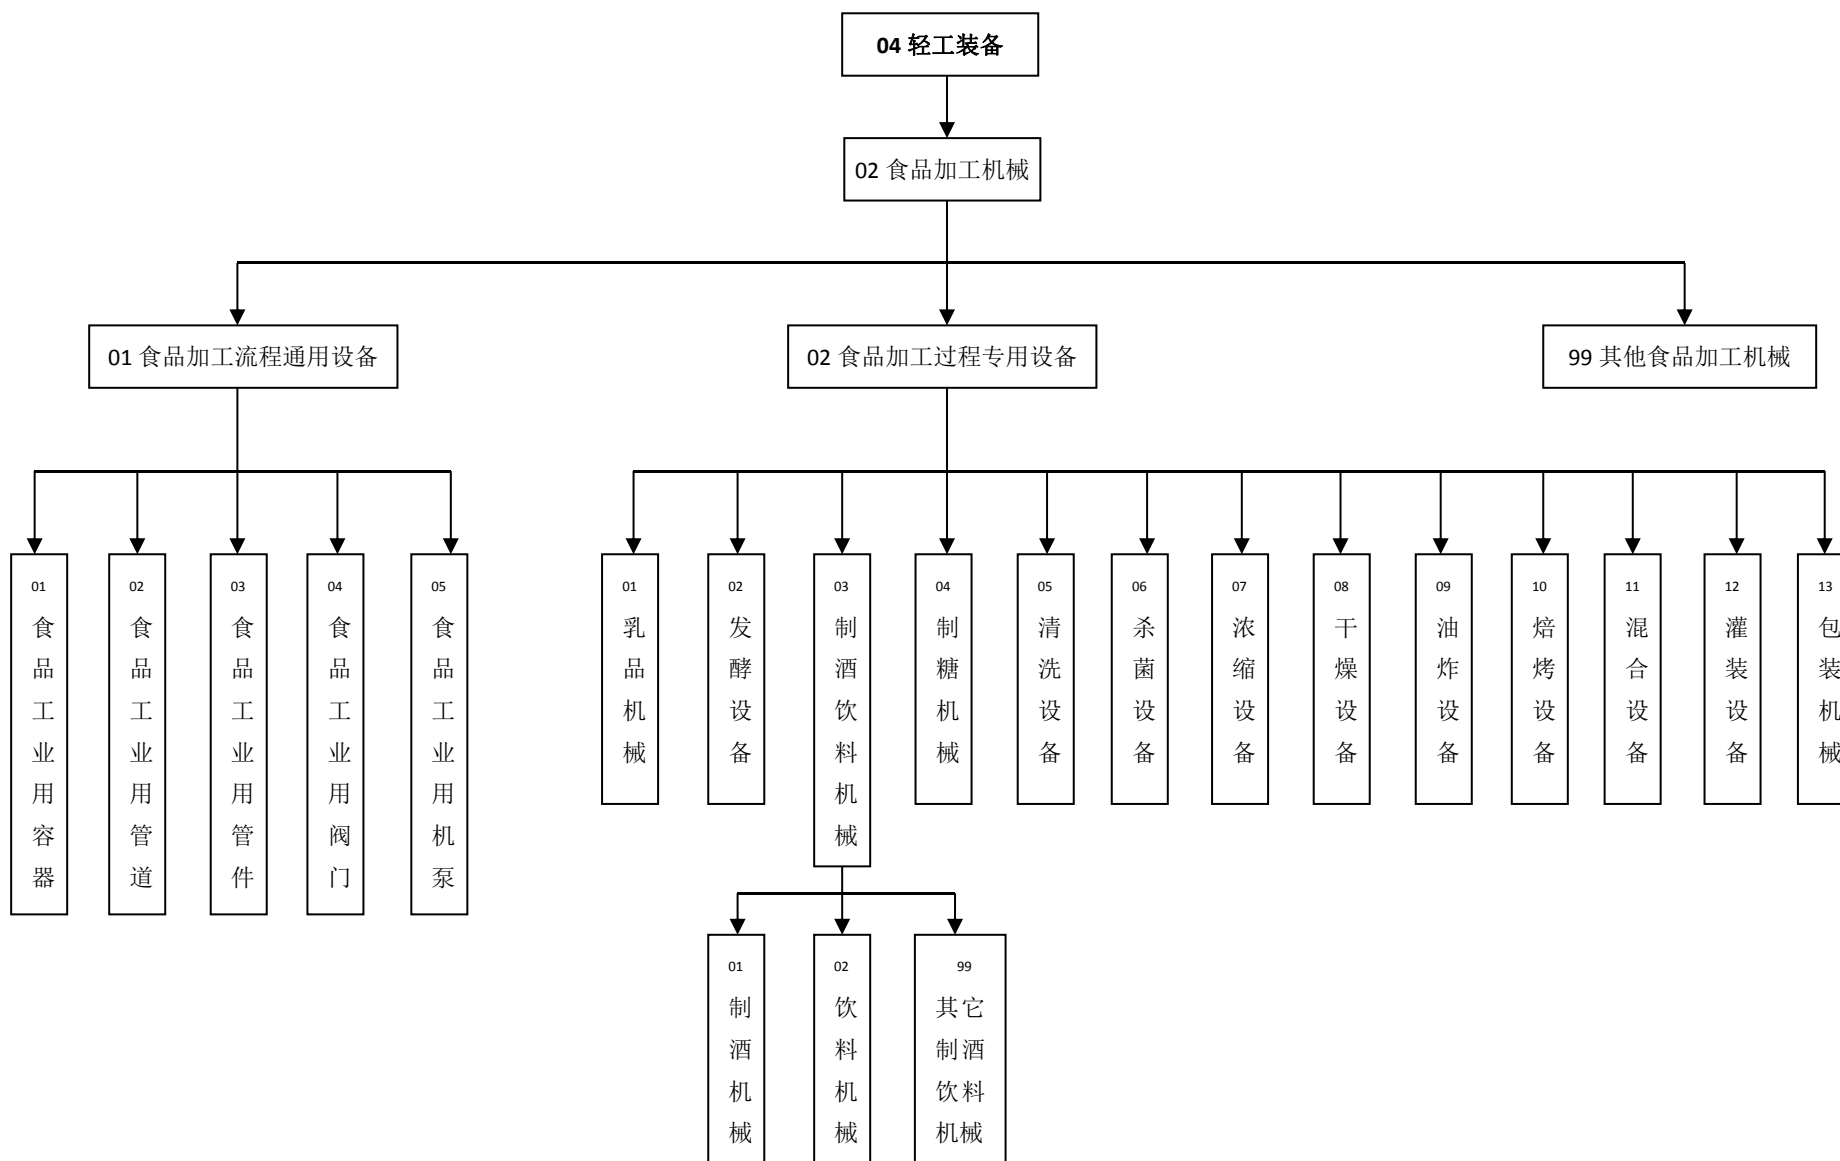 04 轻工装备
02 食品加工机械
01 食品加工流程通用设备
02 食品加工过程专用设备
99 其他食品加工机械
01 食品工业用容器
02 食品工业用管道
03 食品工业用管件
04 食品工业用阀门
05 食品工业用机泵
01 乳品机械
02 发酵设备
03 制酒饮料机械
04 制糖机械
05 清洗设备
06 杀菌设备
07 浓缩设备
08 干燥设备
09 油炸设备
10 焙烤设备
11 混合设备
12 灌装设备
13 包装机械
01 制酒机械
02 饮料机械
99
其它
制酒
饮料
机械